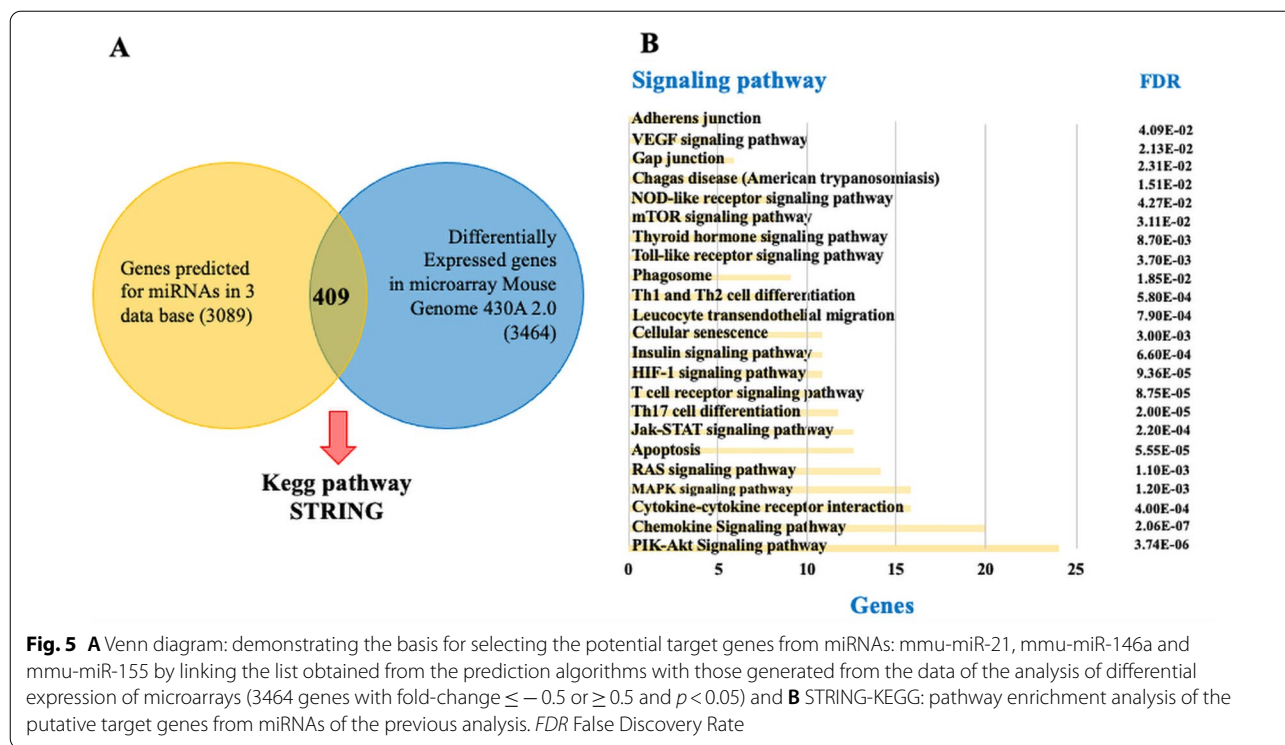 A
Genes predicted
for miRNAs in 3
data base (3089)
409
Differentially
Expressed genes
in microarray Mouse
Genome 430A 2.0
(3464)
Kegg pathway
STRING
B
Signaling pathway FDR
Adherens junction 4.09E-02
VEGF signaling pathway 2.13E-02
Gap junction 2.31E-02
Chagas disease (American trypanosomiasis) 1.51E-02
NOD-like receptor signaling pathway 4.27E-02
mTOR signaling pathway 3.11E-02
Thyroid hormone signaling pathway 8.70E-03
Toll-like receptor signaling pathway 3.70E-03
Phagosome 1.85E-02
Th1 and Th2 cell differentiation 5.80E-04
Leucocyte transendothelial migration 7.90E-04
Cellular senescence 3.00E-03
Insulin signaling pathway 6.60E-04
HIF-1 signaling pathway 9.36E-05
T cell receptor signaling pathway 8.75E-05
Th17 cell differentiation 2.00E-05
Jak-STAT signaling pathway 2.20E-04
Apoptosis 5.55E-05
RAS signaling pathway 1.10E-03
MAPK signaling pathway 1.20E-03
Cytokine-cytokine receptor interaction 4.00E-04
Chemokine Signaling pathway 2.06E-07
PIK-Akt Signaling pathway 3.74E-06
0 5 10 15 20 25
Genes
Fig. 5 A Venn diagram: demonstrating the basis for selecting the potential target genes from miRNAs: mmu-miR-21, mmu-miR-146a and
mmu-miR-155 by linking the list obtained from the prediction algorithms with those generated from the data of the analysis of differential
expression of microarrays (3464 genes with fold-change ≤ − 0.5 or ≥ 0.5 and p < 0.05) and B STRING-KEGG: pathway enrichment analysis of the
putative target genes from miRNAs of the previous analysis. FDR False Discovery Rate